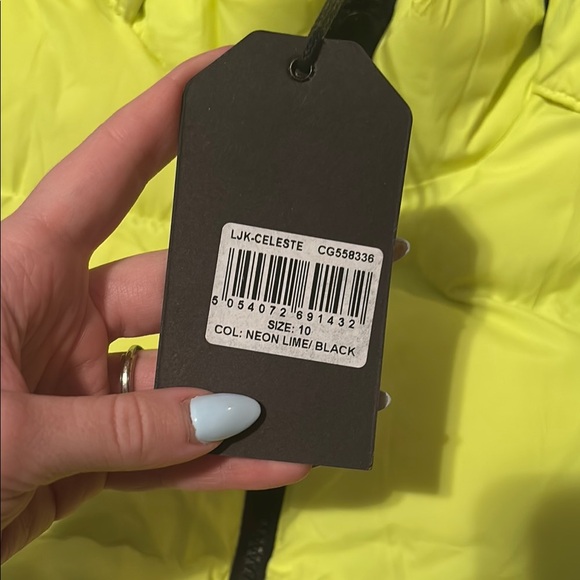 LJK-CELESTE CG558336
5 054072 691432
SIZE: 10
COL: NEON LIME/ BLACK